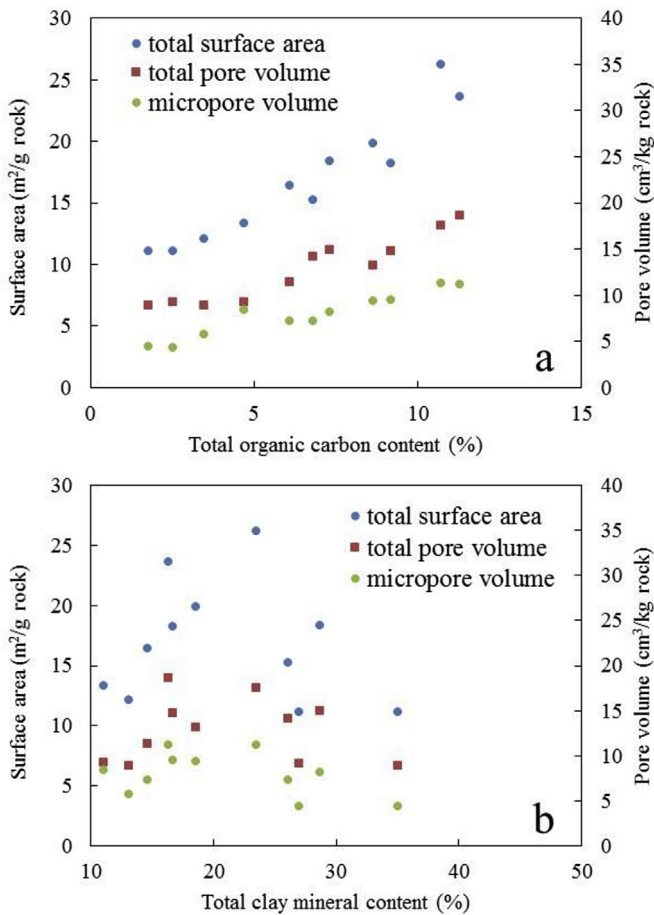 30
25
20
15
10
5
0
Surface area (m²/g rock)
total surface area
total pore volume
micropore volume
a
40
35
30
25
20
15
10
5
0
Pore volume (cm³/kg rock)
0 5 10 15
Total organic carbon content (%)
30
25
20
15
10
5
0
Surface area (m²/g rock)
total surface area
total pore volume
micropore volume
b
40
35
30
25
20
15
10
5
0
Pore volume (cm³/kg rock)
10 20 30 40 50
Total clay mineral content (%)